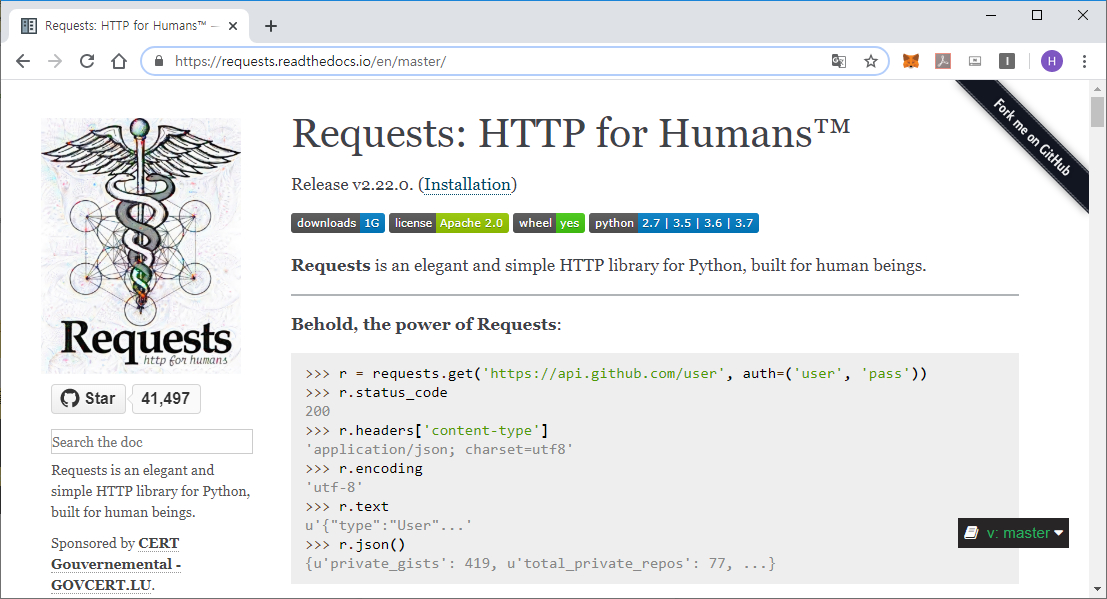 Requests: HTTP for Humans™ —
https://requests.readthedocs.io/en/master/
H
Fork me on GitHub
Requests
http for humans
Star
41,497
Search the doc
Requests is an elegant and
simple HTTP library for Python,
built for human beings.
Sponsored by CERT
Gouvernemental -
GOVCERT.LU.
Requests: HTTP for Humans™
Release v2.22.0. (Installation)
downloads 1G license Apache 2.0 wheel yes python 2.7 | 3.5 | 3.6 | 3.7
Requests is an elegant and simple HTTP library for Python, built for human beings.
Behold, the power of Requests:
>>> r = requests.get('https://api.github.com/user', auth=('user', 'pass'))
>>> r.status_code
200
>>> r.headers['content-type']
'application/json; charset=utf8'
>>> r.encoding
'utf-8'
>>> r.text
u'{"type":"User"...'
>>> r.json()
{u'private_gists': 419, u'total_private_repos': 77, ...}
v: master